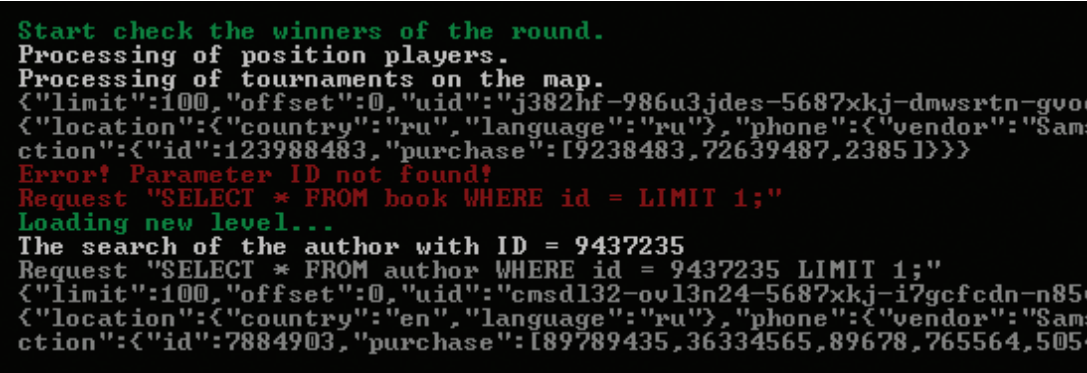 Start check the winners of the round.
Processing of position players.
Processing of tournaments on the map.
{"limit":100,"offset":0,"uid":"j382hf-986u3jdes-5687xkj-dmwsrtn-gvo
{"location":{"country":"ru","language":"ru"},"phone":{"vendor":"Sam
ction":{"id":123988483,"purchase":[9238483,72639487,2385]}}}
Error! Parameter ID not found!
Request "SELECT * FROM book WHERE id = LIMIT 1;"
Loading new level...
The search of the author with ID = 9437235
Request "SELECT * FROM author WHERE id = 9437235 LIMIT 1;"
{"limit":100,"offset":0,"uid":"cmsdl32-ovl3n24-5687xkj-i7gcfcdn-n85
{"location":{"country":"en","language":"ru"},"phone":{"vendor":"Sam
ction":{"id":7884903,"purchase":[89789435,36334565,89678,765564,505